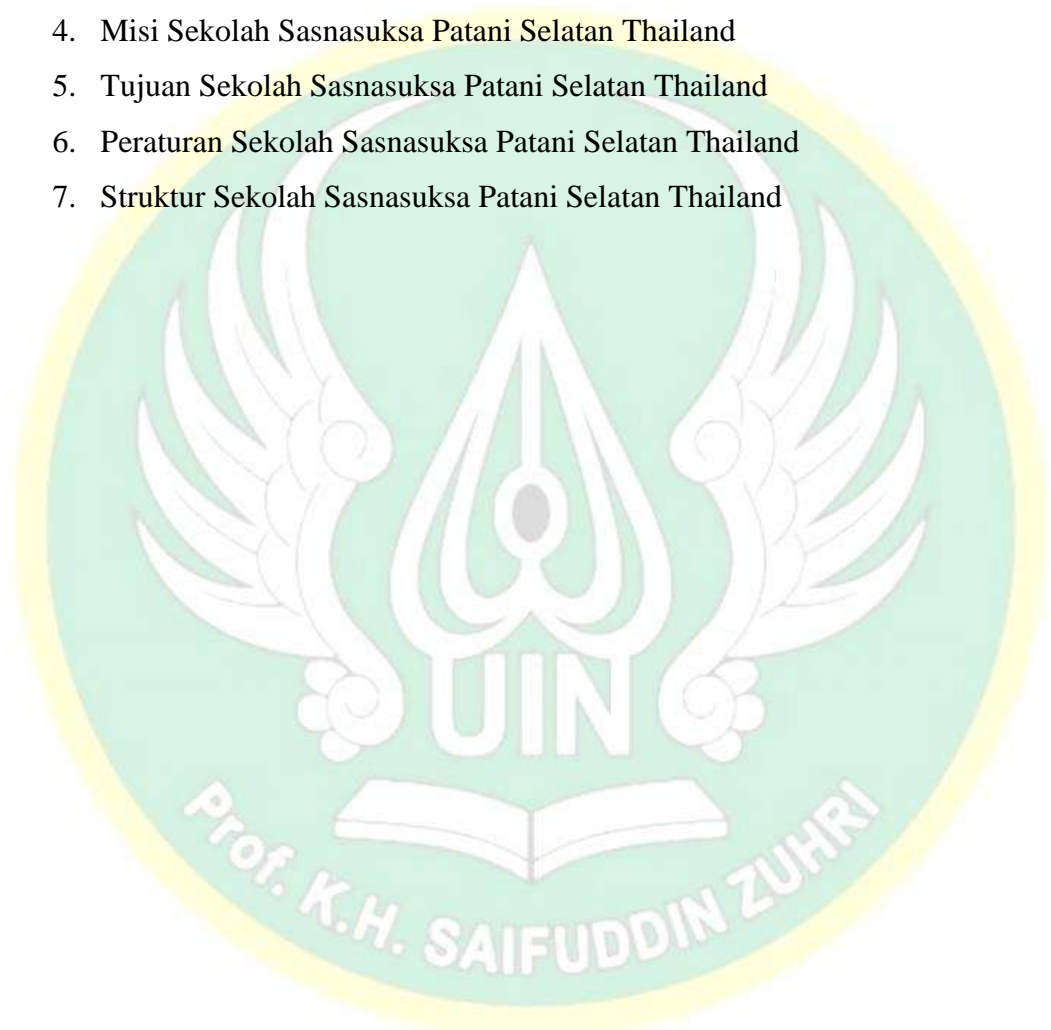 4. Misi Sekolah Sasnasuksa Patani Selatan Thailand
5. Tujuan Sekolah Sasnasuksa Patani Selatan Thailand
6. Peraturan Sekolah Sasnasuksa Patani Selatan Thailand
7. Struktur Sekolah Sasnasuksa Patani Selatan Thailand
UIN
Prof. K.H. SAIFUDDIN ZUHRI